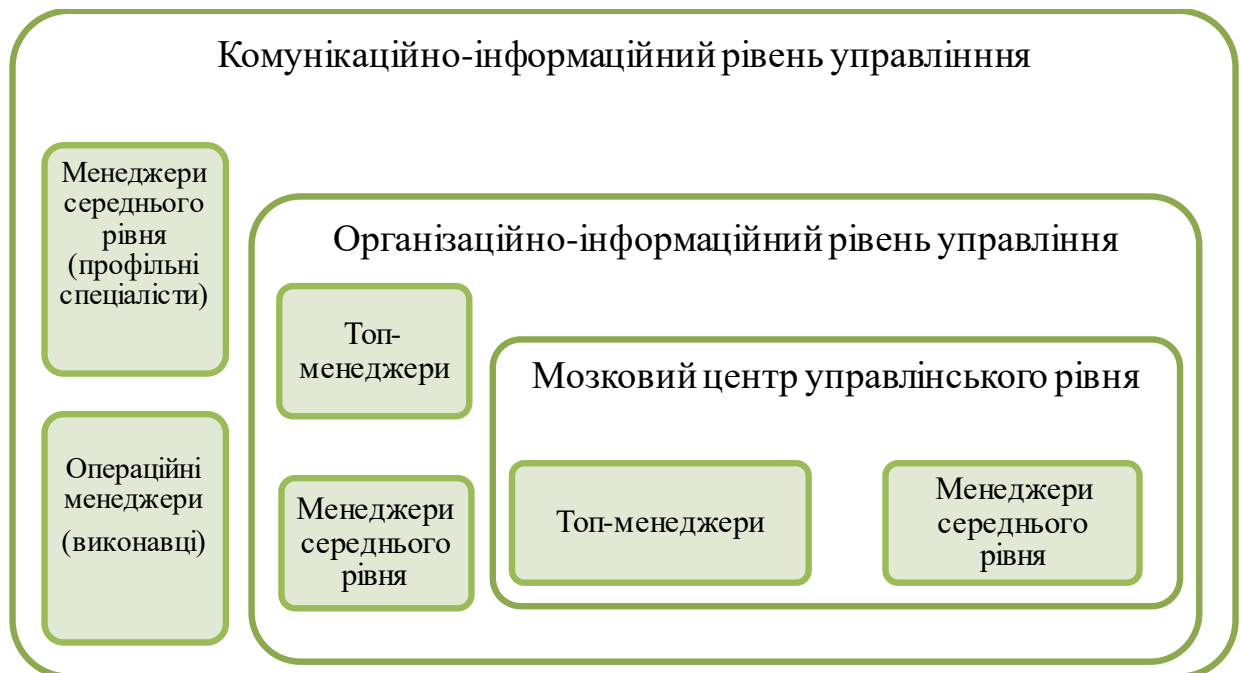 Комунікаційно-інформаційний рівень управлінння
Менеджери
середнього
рівня
(профільні
спеціалісти)
Операційні
менеджери
(виконавці)
Організаційно-інформаційний рівень управління
Топ-
менеджери
Менеджери
середнього
рівня
Мозковий центр управлінського рівня
Топ-менеджери
Менеджери
середнього
рівня